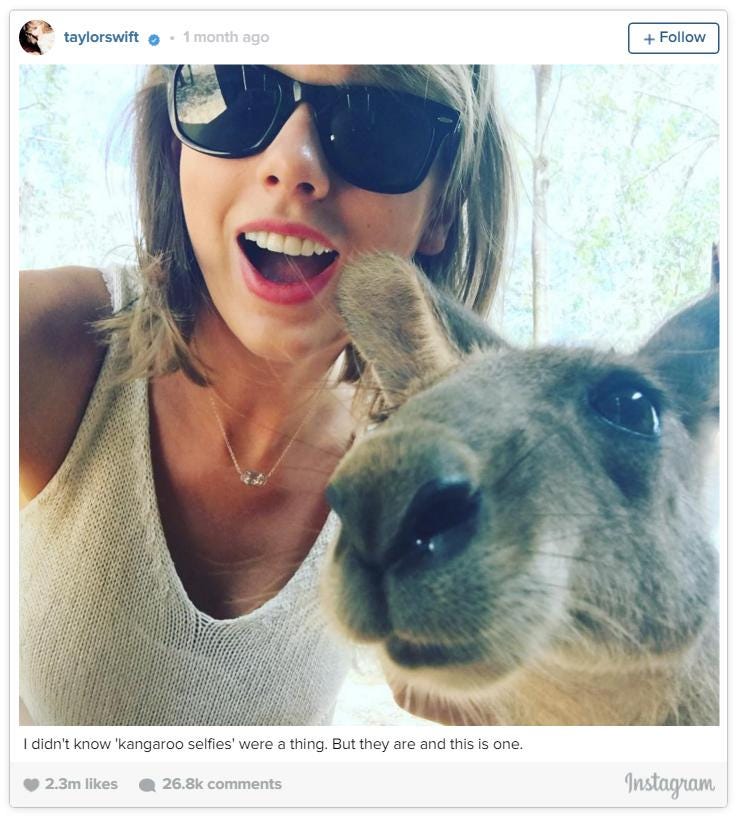 taylorswift • 1 month ago
+ Follow
I didn't know 'kangaroo selfies' were a thing. But they are and this is one.
2.3m likes 26.8k comments Instagram